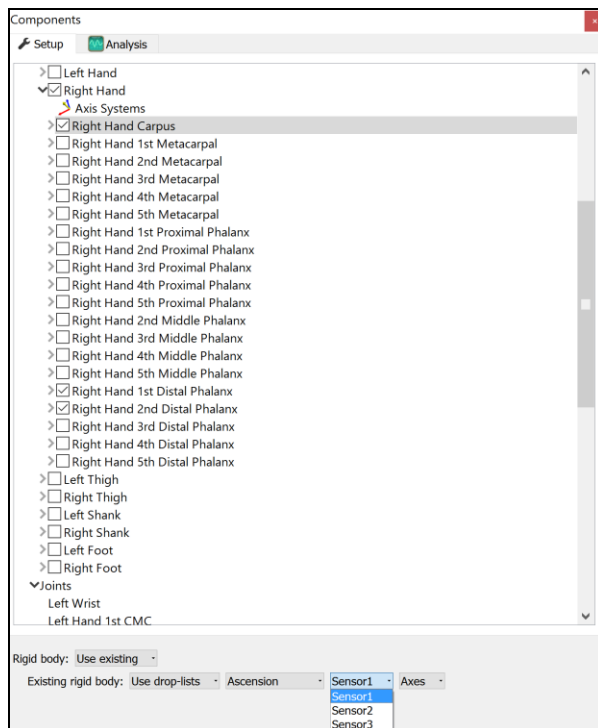 Components
Setup Analysis
Left Hand
Right Hand
Axis Systems
Right Hand Carpus
Right Hand 1st Metacarpal
Right Hand 2nd Metacarpal
Right Hand 3rd Metacarpal
Right Hand 4th Metacarpal
Right Hand 5th Metacarpal
Right Hand 1st Proximal Phalanx
Right Hand 2nd Proximal Phalanx
Right Hand 3rd Proximal Phalanx
Right Hand 4th Proximal Phalanx
Right Hand 5th Proximal Phalanx
Right Hand 2nd Middle Phalanx
Right Hand 3rd Middle Phalanx
Right Hand 4th Middle Phalanx
Right Hand 5th Middle Phalanx
Right Hand 1st Distal Phalanx
Right Hand 2nd Distal Phalanx
Right Hand 3rd Distal Phalanx
Right Hand 4th Distal Phalanx
Right Hand 5th Distal Phalanx
Left Thigh
Right Thigh
Left Shank
Right Shank
Left Foot
Right Foot
Joints
Left Wrist
Left Hand 1st CMC
Rigid body: Use existing
Existing rigid body: Use drop-lists Ascension Sensor1 Axes
Sensor1
Sensor2
Sensor3